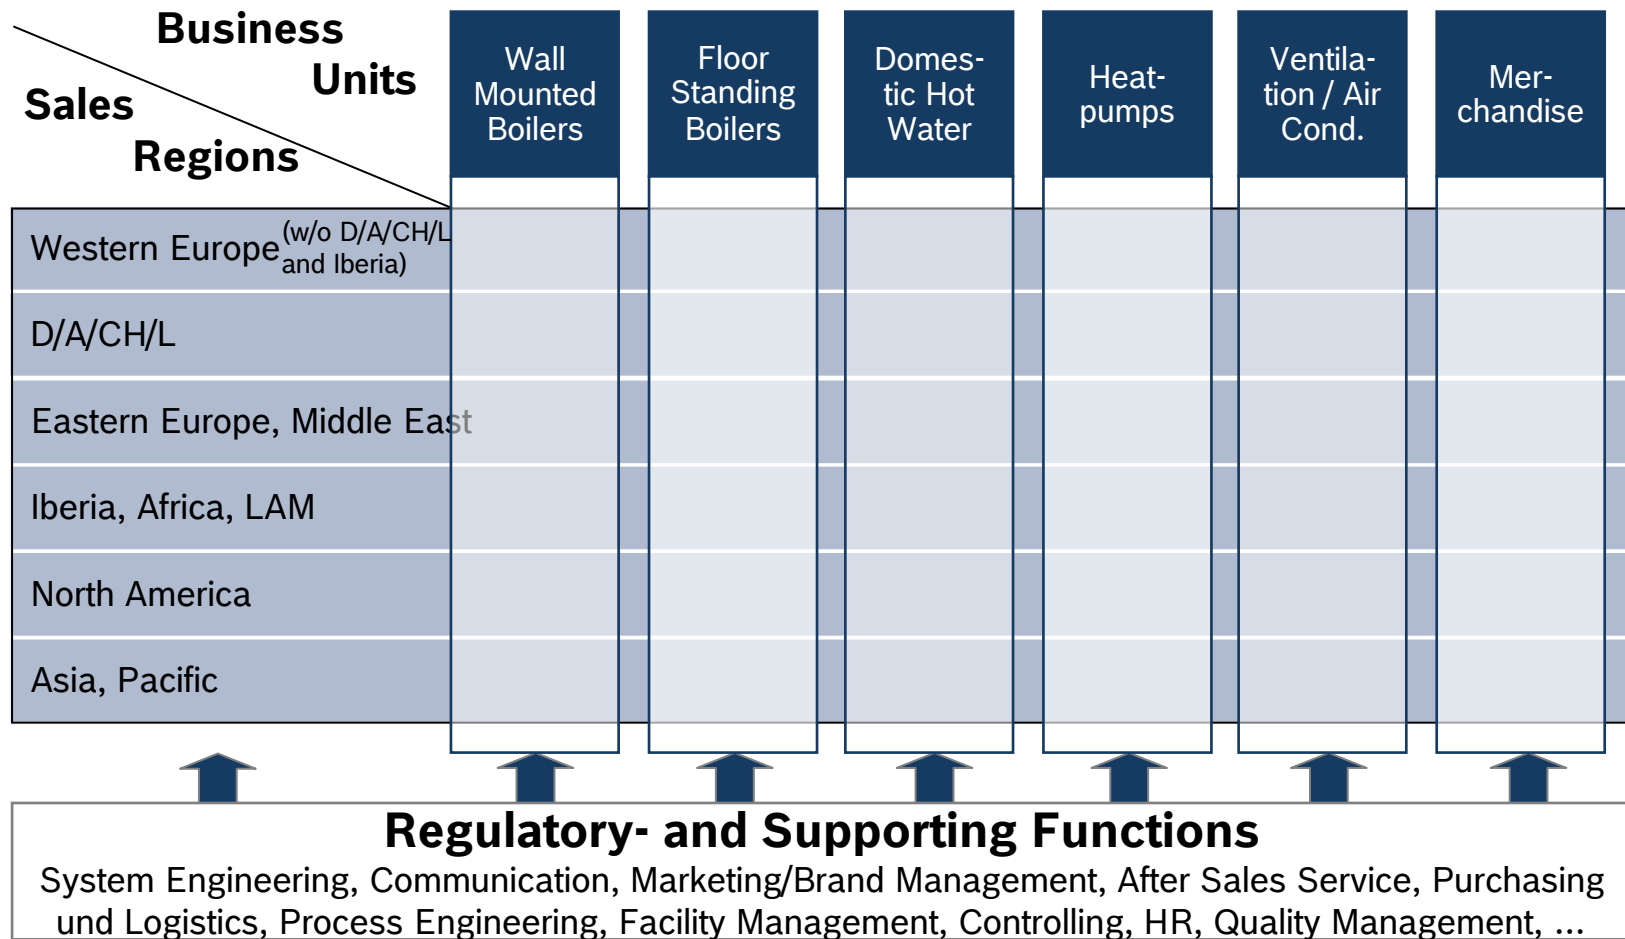 Business
Units
Sales
Regions
Wall
Mounted
Boilers
Floor
Standing
Boilers
Domes-
tic Hot
Water
Heat-
pumps
Ventila-
tion / Air
Cond.
Mer-
chandise
Western Europe (w/o D/A/CH/L
and Iberia)
D/A/CH/L
Eastern Europe, Middle East
Iberia, Africa, LAM
North America
Asia, Pacific
Regulatory- and Supporting Functions
System Engineering, Communication, Marketing/Brand Management, After Sales Service, Purchasing
und Logistics, Process Engineering, Facility Management, Controlling, HR, Quality Management, ...